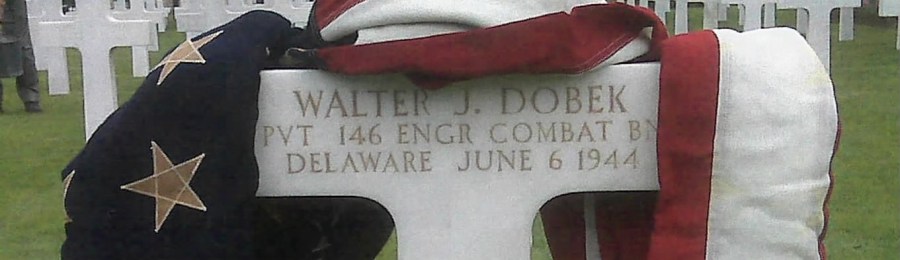 WALTER J. DOBEK
PVT 146 ENGR COMBAT BN
DELAWARE JUNE 6 1944